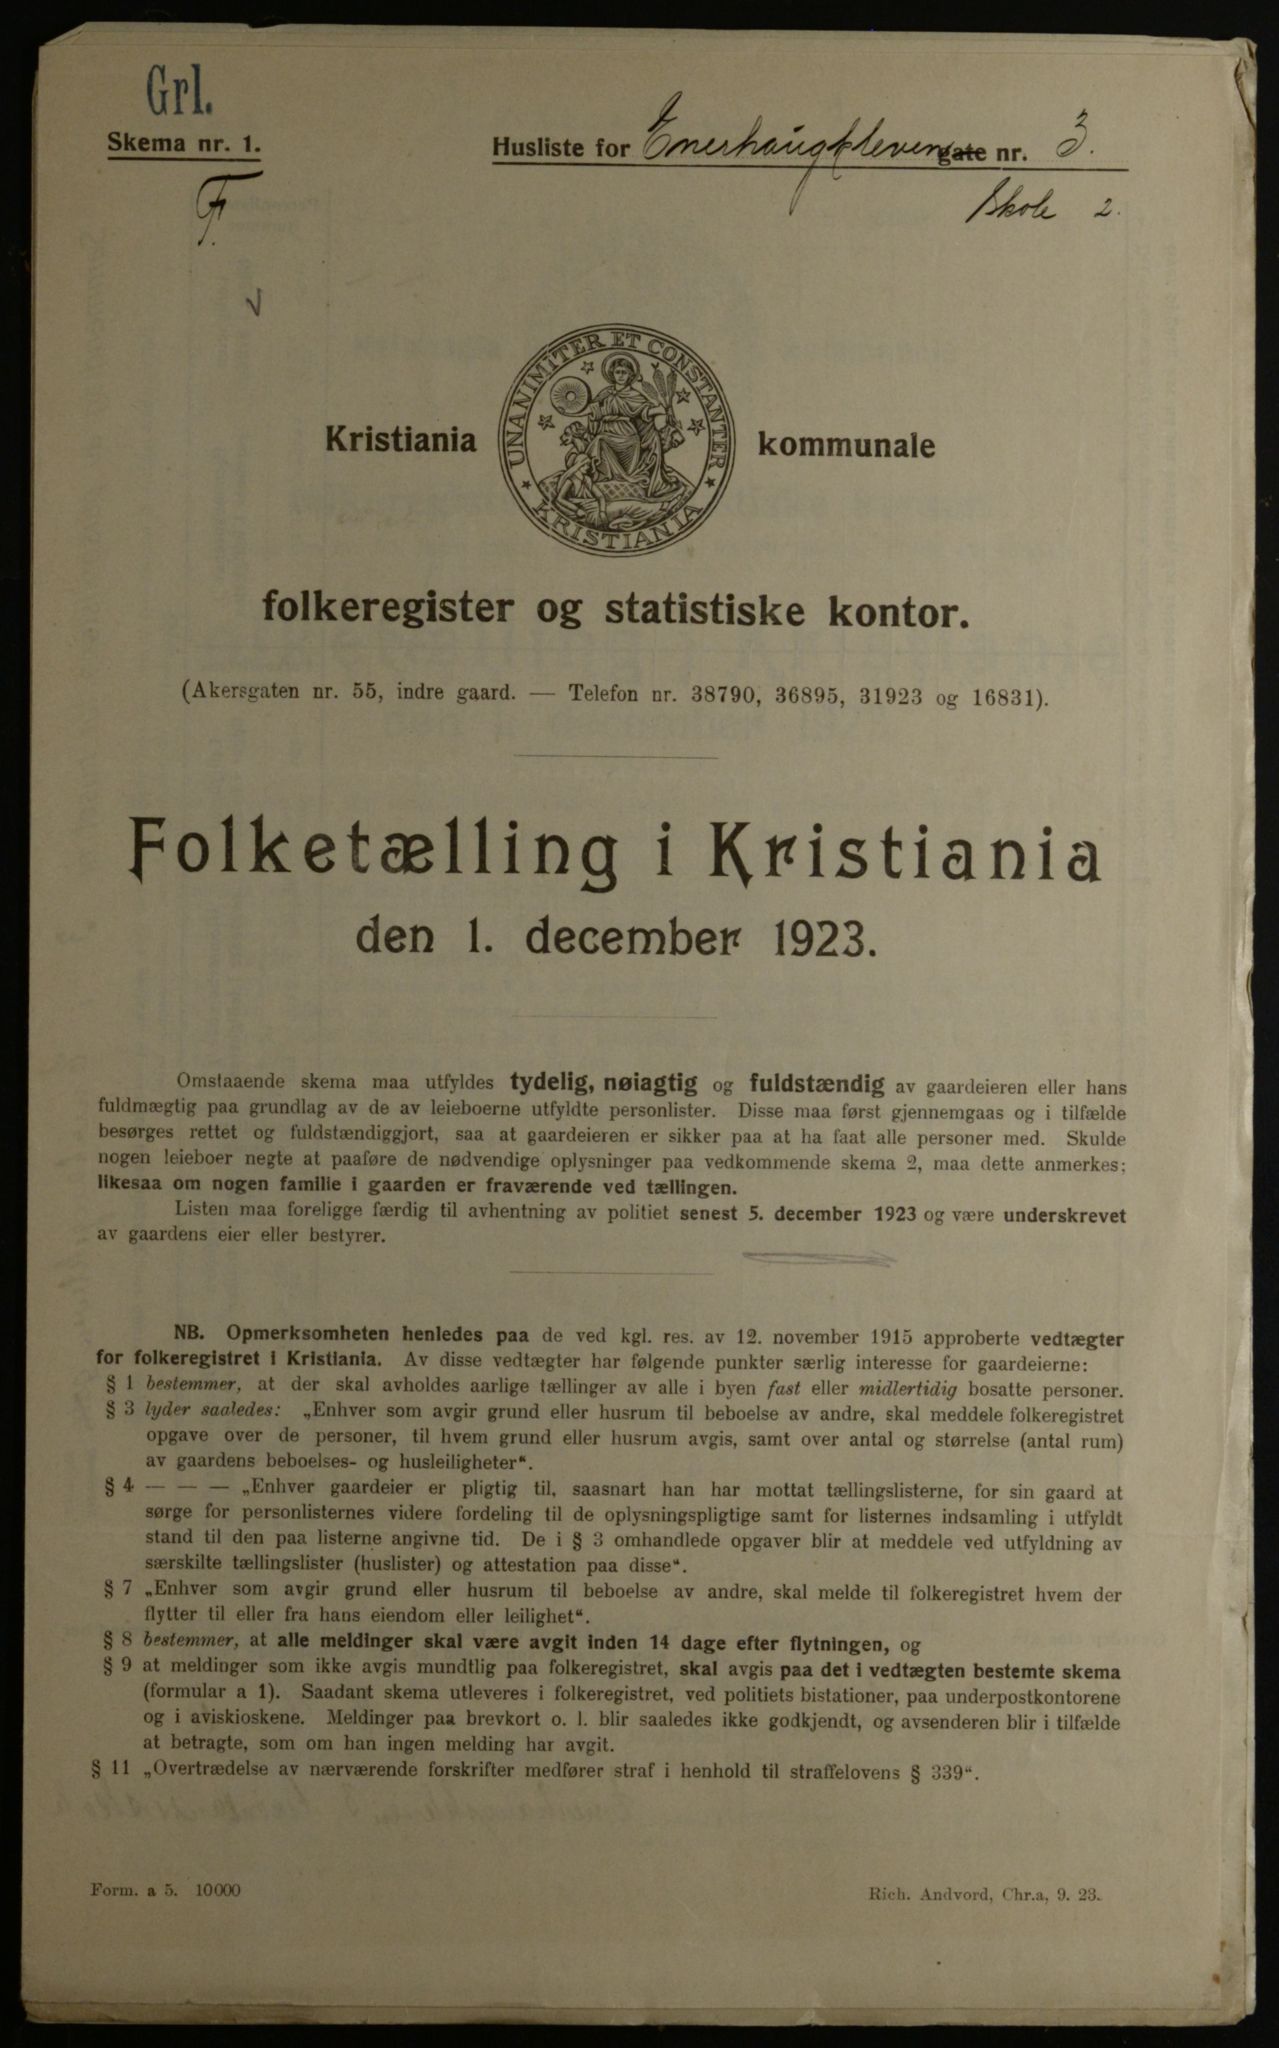 Grl.
Skema nr. 1.
Husliste for Enerhaugkleven gate nr. 3.
F.
Skole 2.
UNANIMITER ET CONSTANTER
KRISTIANIA
Kristiania kommunale
folkeregister og statistiske kontor.
(Akersgaten nr. 55, indre gaard. — Telefon nr. 38790, 36895, 31923 og 16831).
Folketælling i Kristiania
den 1. december 1923.
Omstaaende skema maa utfyldes tydelig, nøiagtig og fuldstændig av gaardeieren eller hans
fuldmægtig paa grundlag av de av leieboerne utfyldte personlister. Disse maa først gjennemgaas og i tilfælde
besørges rettet og fuldstændiggjort, saa at gaardeieren er sikker paa at ha faat alle personer med. Skulde
nogen leieboer negte at paaføre de nødvendige oplysninger paa vedkommende skema 2, maa dette anmerkes;
likesaa om nogen familie i gaarden er fraværende ved tællingen.
Listen maa foreligge færdig til avhentning av politiet senest 5. december 1923 og være underskrevet
av gaardens eier eller bestyrer.
NB. Opmerksomheten henledes paa de ved kgl. res. av 12. november 1915 approberte vedtægter
for folkeregistret i Kristiania. Av disse vedtægter har følgende punkter særlig interesse for gaardeierne:
§ 1 bestemmer, at der skal avholdes aarlige tællinger av alle i byen fast eller midlertidig bosatte personer.
§ 3 lyder saaledes: „Enhver som avgir grund eller husrum til beboelse av andre, skal meddele folkeregistret
opgave over de personer, til hvem grund eller husrum avgis, samt over antal og størrelse (antal rum)
av gaardens beboelses- og husleiligheter“.
§ 4 — — — „Enhver gaardeier er pligtig til, saasnart han har mottat tællingslisterne, for sin gaard at
sørge for personlisternes videre fordeling til de oplysningspligtige samt for listernes indsamling i utfyldt
stand til den paa listerne angivne tid. De i § 3 omhandlede opgaver blir at meddele ved utfyldning av
særskilte tællingslister (huslister) og attestation paa disse“.
§ 7 „Enhver som avgir grund eller husrum til beboelse av andre, skal melde til folkeregistret hvem der
flytter til eller fra hans eiendom eller leilighet“.
§ 8 bestemmer, at alle meldinger skal være avgit inden 14 dage efter flytningen, og
§ 9 at meldinger som ikke avgis mundtlig paa folkeregistret, skal avgis paa det i vedtægten bestemte skema
(formular a 1). Saadant skema utleveres i folkeregistret, ved politiets bistationer, paa underpostkontorene
og i aviskioskene. Meldinger paa brevkort o. l. blir saaledes ikke godkjendt, og avsenderen blir i tilfælde
at betragte, som om han ingen melding har avgit.
§ 11 „Overtrædelse av nærværende forskrifter medfører straf i henhold til straffelovens § 339“.
Form. a 5. 10000
Rich. Andvord, Chr.a, 9. 23.